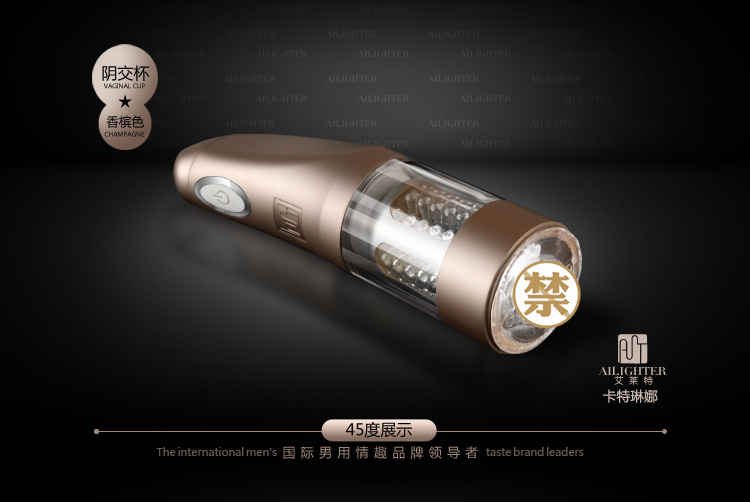 阴交杯
VAGINAL CUP
香槟色
CHAMPAGNE
禁
AILIGHTER
艾莱特
卡特琳娜
45度展示
The international men's 国际男用情趣品牌领导者 taste brand leaders